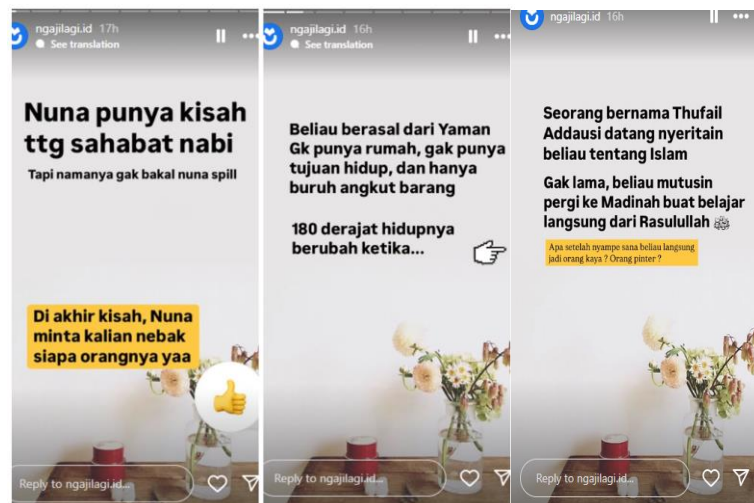 ngajilagi.id 17h
See translation
Nuna punya kisah
ttg sahabat nabi
Tapi namanya gak bakal nuna spill
Di akhir kisah, Nuna
minta kalian nebak
siapa orangnya yaa
Reply to ngajilagi.id...
ngajilagi.id 16h
See translation
Beliau berasal dari Yaman
Gk punya rumah, gak punya
tujuan hidup, dan hanya
buruh angkut barang
180 derajat hidupnya
berubah ketika...
Reply to ngajilagi.id...
ngajilagi.id 16h
Seorang bernama Thufail
Addausi datang nyeritain
beliau tentang Islam
Gak lama, beliau mutusin
pergi ke Madinah buat belajar
langsung dari Rasulullah ﷺ
Apa setelah nyampe sana beliau langsung
jadi orang kaya ? Orang pinter ?
Reply to ngajilagi.id...